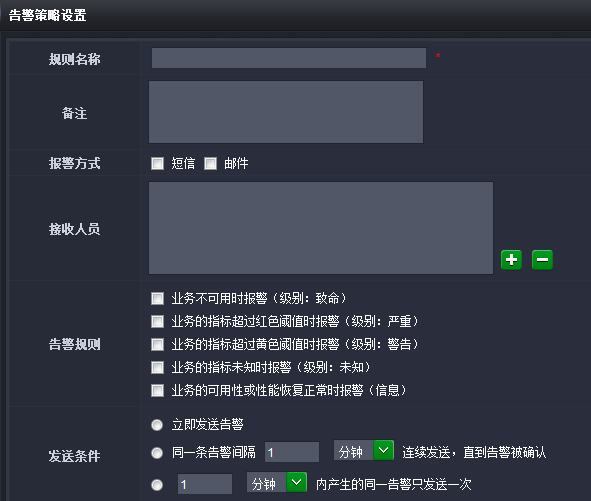 告警策略设置
规则名称 *
备注
报警方式 短信 邮件
接收人员
告警规则
业务不可用时报警（级别：致命）
业务的指标超过红色阈值时报警（级别：严重）
业务的指标超过黄色阈值时报警（级别：警告）
业务的指标未知时报警（级别：未知）
业务的可用性或性能恢复正常时报警（信息）
发送条件
立即发送告警
同一条告警间隔 1 分钟 连续发送，直到告警被确认
1 分钟 内产生的同一告警只发送一次